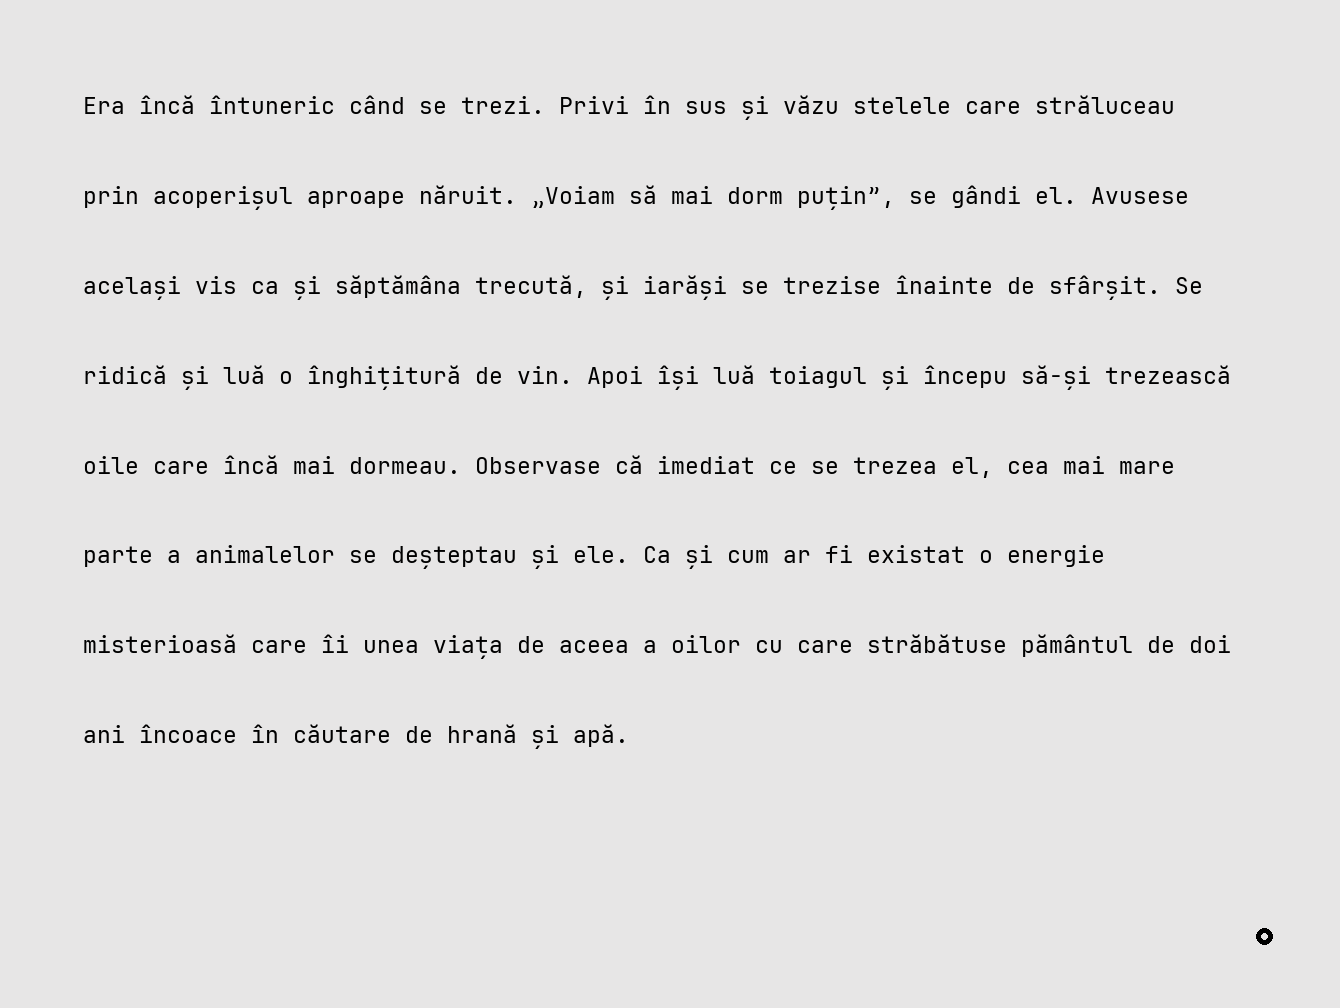 Era încă întuneric când se trezi. Privi în sus și văzu stelele care străluceau
prin acoperișul aproape năruit. „Voiam să mai dorm puțin”, se gândi el. Avusese
același vis ca și săptămâna trecută, și iarăși se trezise înainte de sfârșit. Se
ridică și luă o înghițitură de vin. Apoi își luă toiagul și începu să-și trezească
oile care încă mai dormeau. Observase că imediat ce se trezea el, cea mai mare
parte a animalelor se deșteptau și ele. Ca și cum ar fi existat o energie
misterioasă care îi unea viața de aceea a oilor cu care străbătuse pământul de doi
ani încoace în căutare de hrană și apă.